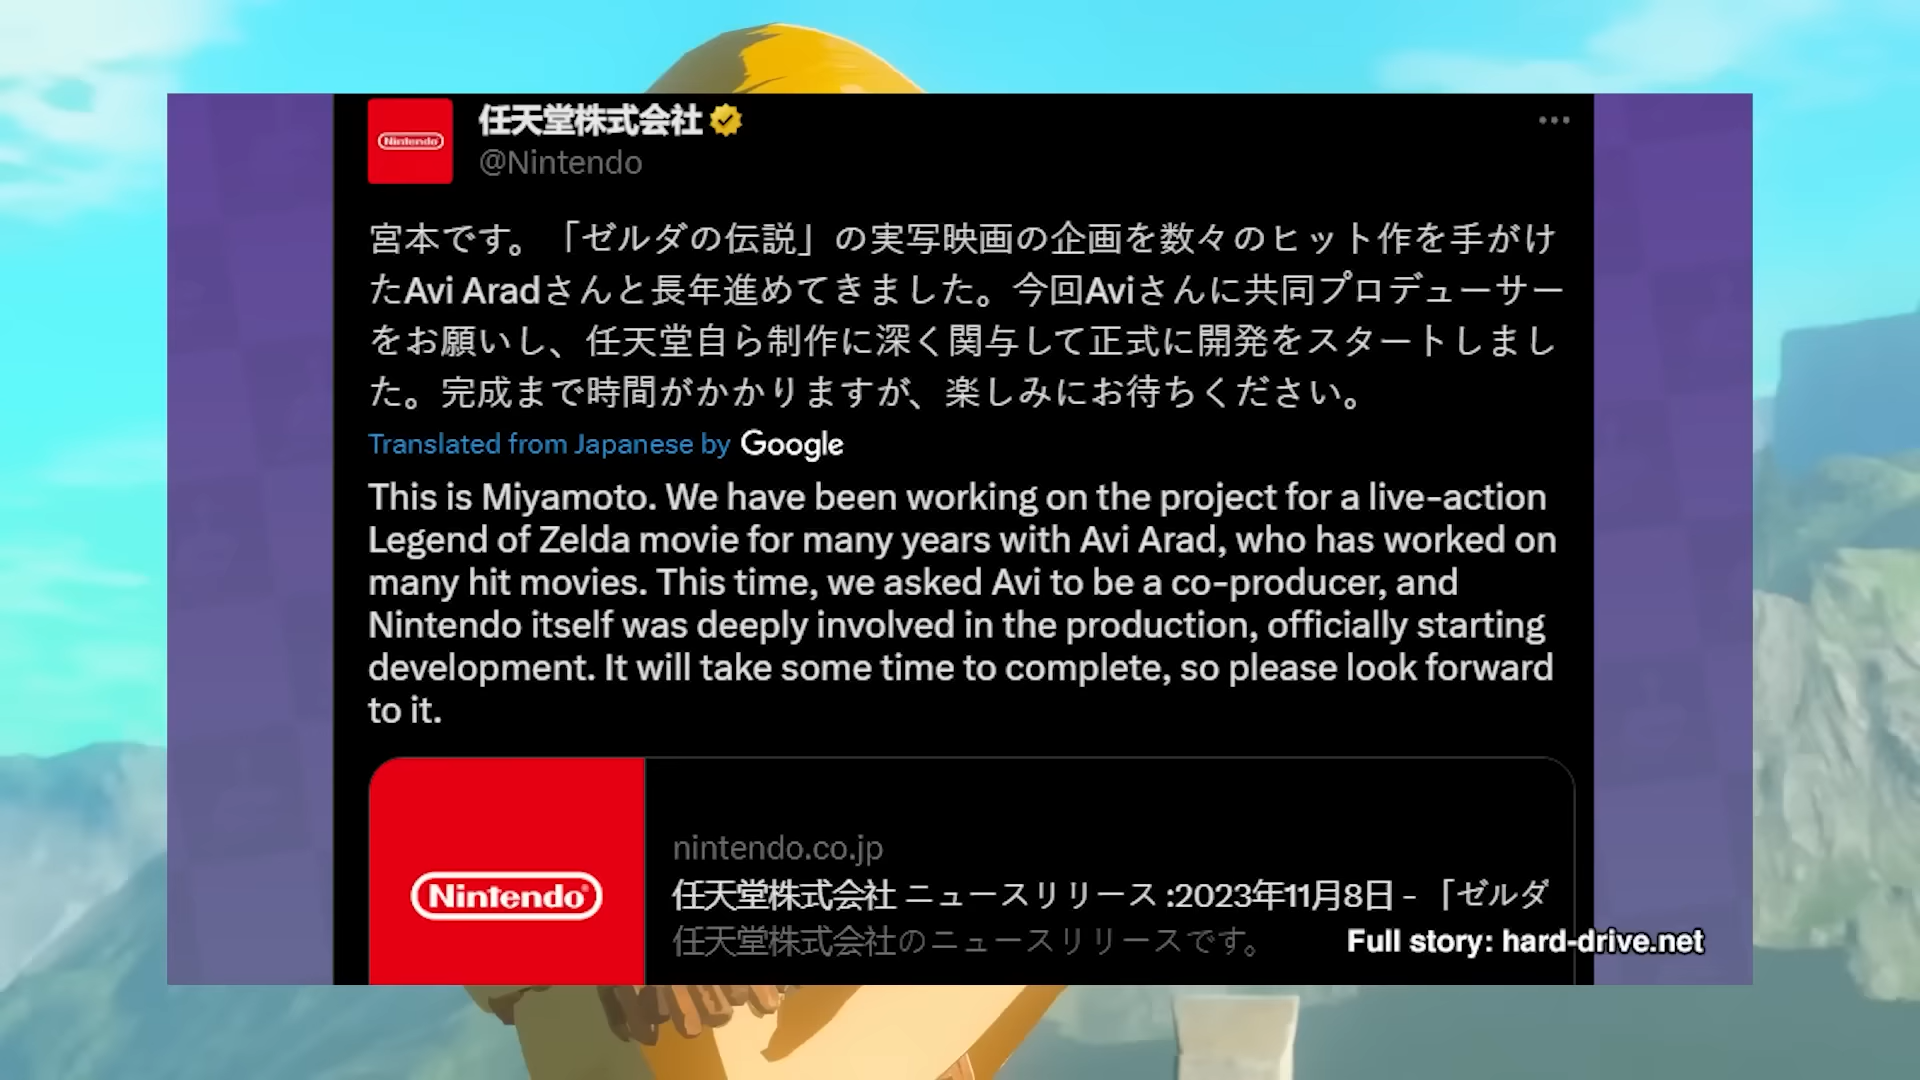 任天堂株式会社
Nintendo
@Nintendo
宮本です。「ゼルダの伝説」の実写映画の企画を数々のヒット作を手がけ
たAvi Aradさんと長年進めてきました。今回Aviさんに共同プロデューサー
をお願いし、任天堂自ら制作に深く関与して正式に開発をスタートしまし
た。完成まで時間がかかりますが、楽しみにお待ちください。
Translated from Japanese by Google
This is Miyamoto. We have been working on the project for a live-action
Legend of Zelda movie for many years with Avi Arad, who has worked on
many hit movies. This time, we asked Avi to be a co-producer, and
Nintendo itself was deeply involved in the production, officially starting
development. It will take some time to complete, so please look forward
to it.
Nintendo®
nintendo.co.jp
任天堂株式会社 ニュースリリース :2023年11月8日 - 「ゼルダ
任天堂株式会社のニュースリリースです。
Full story: hard-drive.net